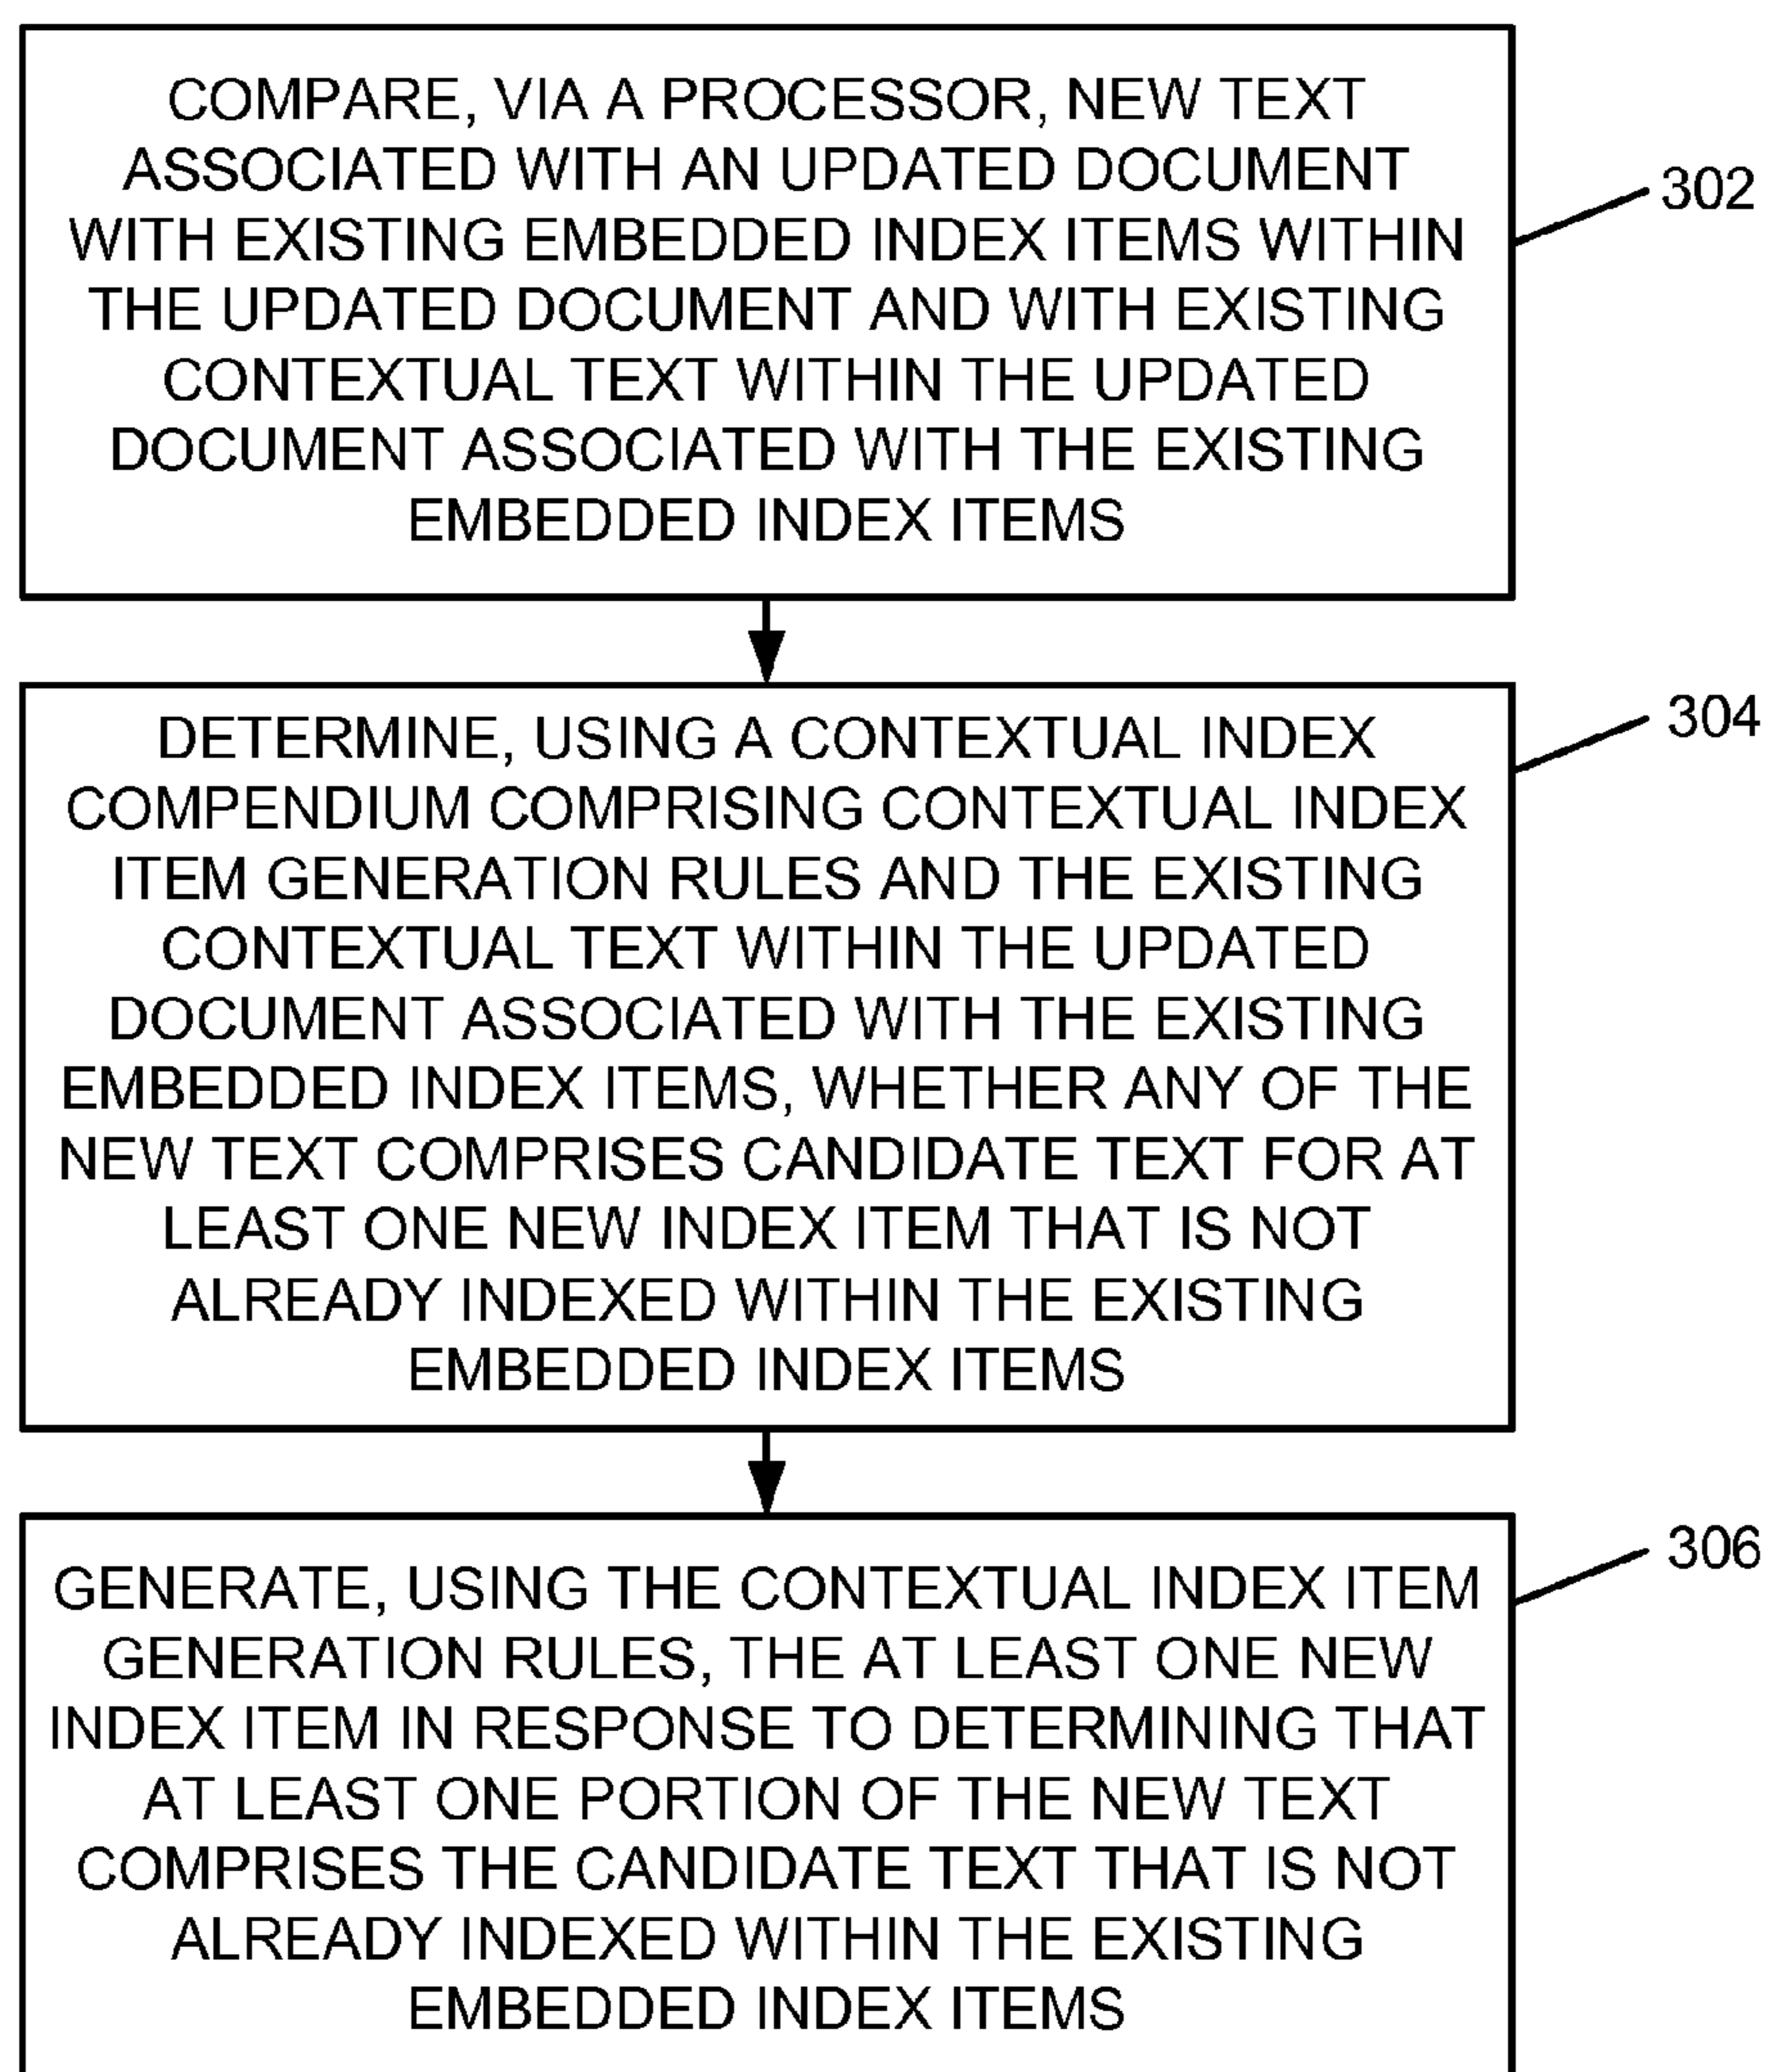 COMPARE, VIA A PROCESSOR, NEW TEXT
ASSOCIATED WITH AN UPDATED DOCUMENT
WITH EXISTING EMBEDDED INDEX ITEMS WITHIN
THE UPDATED DOCUMENT AND WITH EXISTING
CONTEXTUAL TEXT WITHIN THE UPDATED
DOCUMENT ASSOCIATED WITH THE EXISTING
EMBEDDED INDEX ITEMS
302
DETERMINE, USING A CONTEXTUAL INDEX
COMPENDIUM COMPRISING CONTEXTUAL INDEX
ITEM GENERATION RULES AND THE EXISTING
CONTEXTUAL TEXT WITHIN THE UPDATED
DOCUMENT ASSOCIATED WITH THE EXISTING
EMBEDDED INDEX ITEMS, WHETHER ANY OF THE
NEW TEXT COMPRISES CANDIDATE TEXT FOR AT
LEAST ONE NEW INDEX ITEM THAT IS NOT
ALREADY INDEXED WITHIN THE EXISTING
EMBEDDED INDEX ITEMS
304
GENERATE, USING THE CONTEXTUAL INDEX ITEM
GENERATION RULES, THE AT LEAST ONE NEW
INDEX ITEM IN RESPONSE TO DETERMINING THAT
AT LEAST ONE PORTION OF THE NEW TEXT
COMPRISES THE CANDIDATE TEXT THAT IS NOT
ALREADY INDEXED WITHIN THE EXISTING
EMBEDDED INDEX ITEMS
306